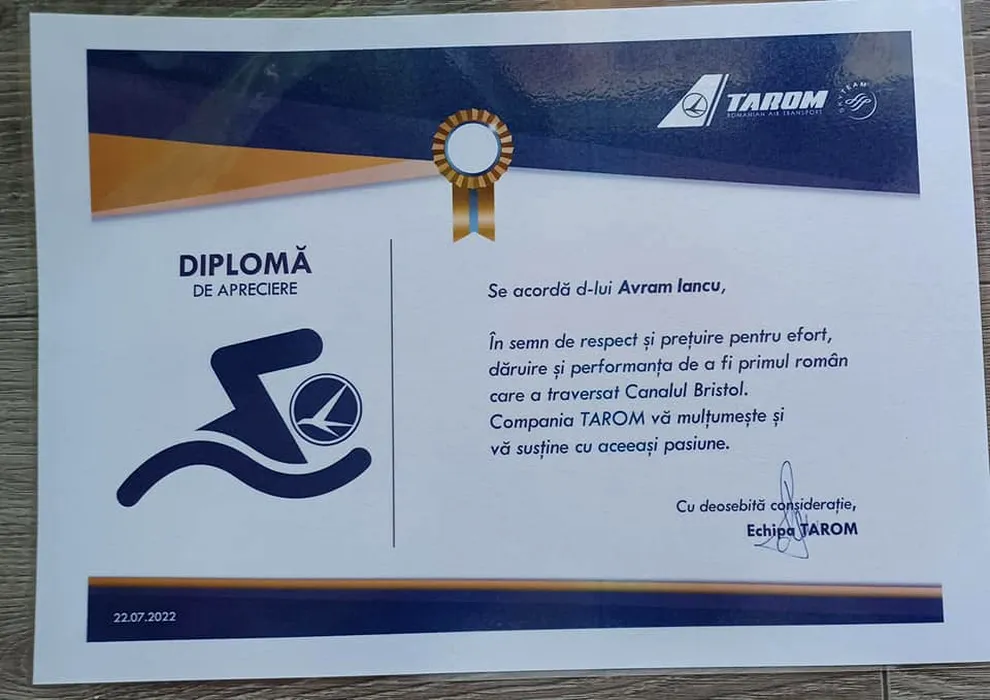 TAROM
ROMANIAN AIR TRANSPORT
SKYTEAM
DIPLOMĂ
DE APRECIERE
Se acordă d-lui Avram Iancu,
În semn de respect și prețuire pentru efort,
dăruire și performanța de a fi primul român
care a traversat Canalul Bristol.
Compania TAROM vă mulțumește și
vă susține cu aceeași pasiune.
Cu deosebită considerație,
Echipa TAROM
22.07.2022